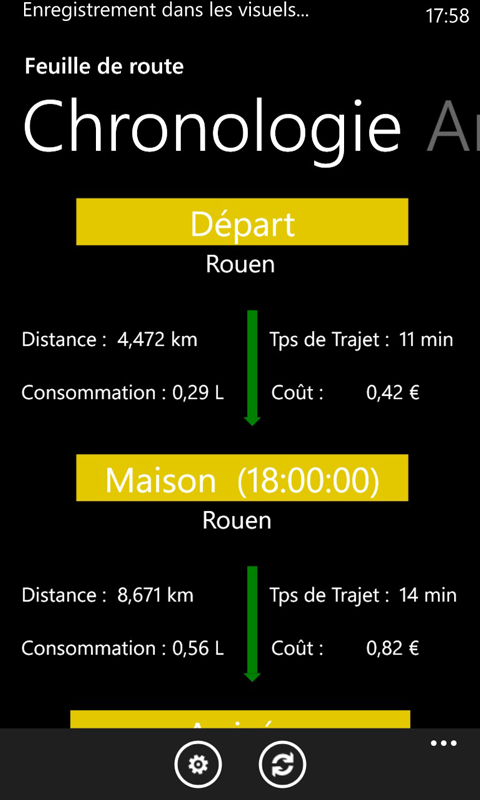 Enregistrement dans les visuels...
17:58
Feuille de route
Chronologie
Départ
Rouen
Distance : 4,472 km Tps de Trajet : 11 min
Consommation : 0,29 L Coût : 0,42 €
Maison (18:00:00)
Rouen
Distance : 8,671 km Tps de Trajet : 14 min
Consommation : 0,56 L Coût : 0,82 €